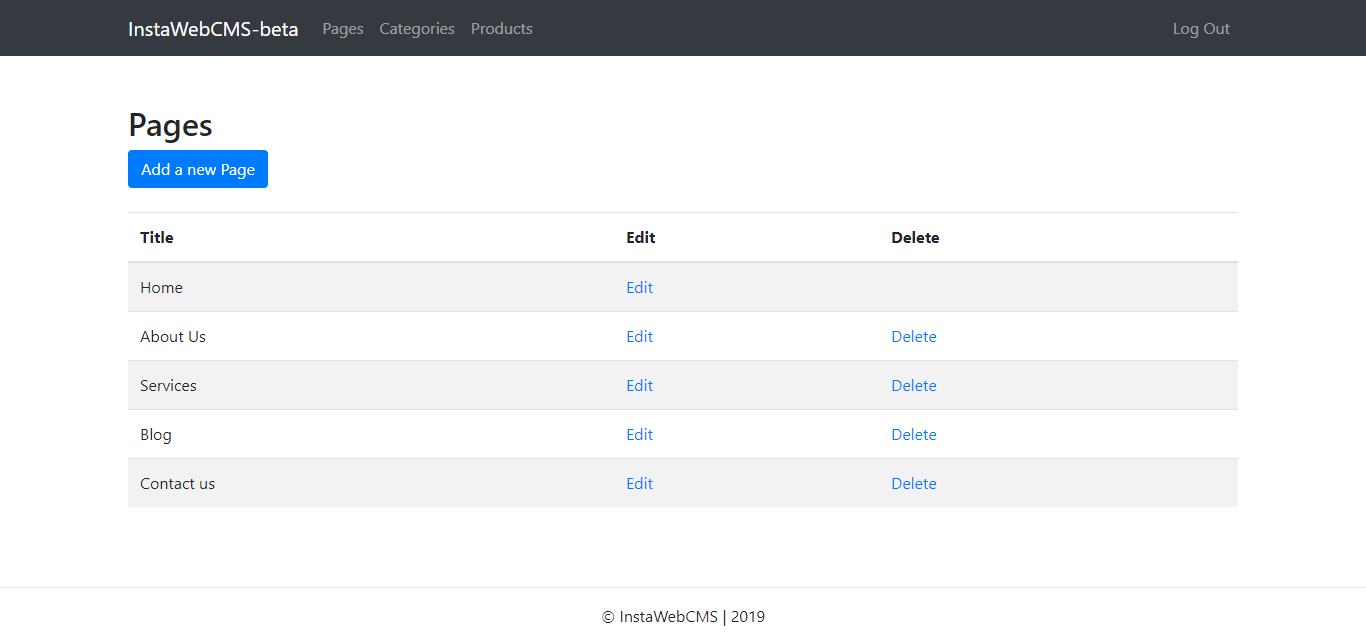 InstaWebCMS-beta Pages Categories Products Log Out
Pages
Add a new Page
Title Edit Delete
Home Edit
About Us Edit Delete
Services Edit Delete
Blog Edit Delete
Contact us Edit Delete
© InstaWebCMS | 2019